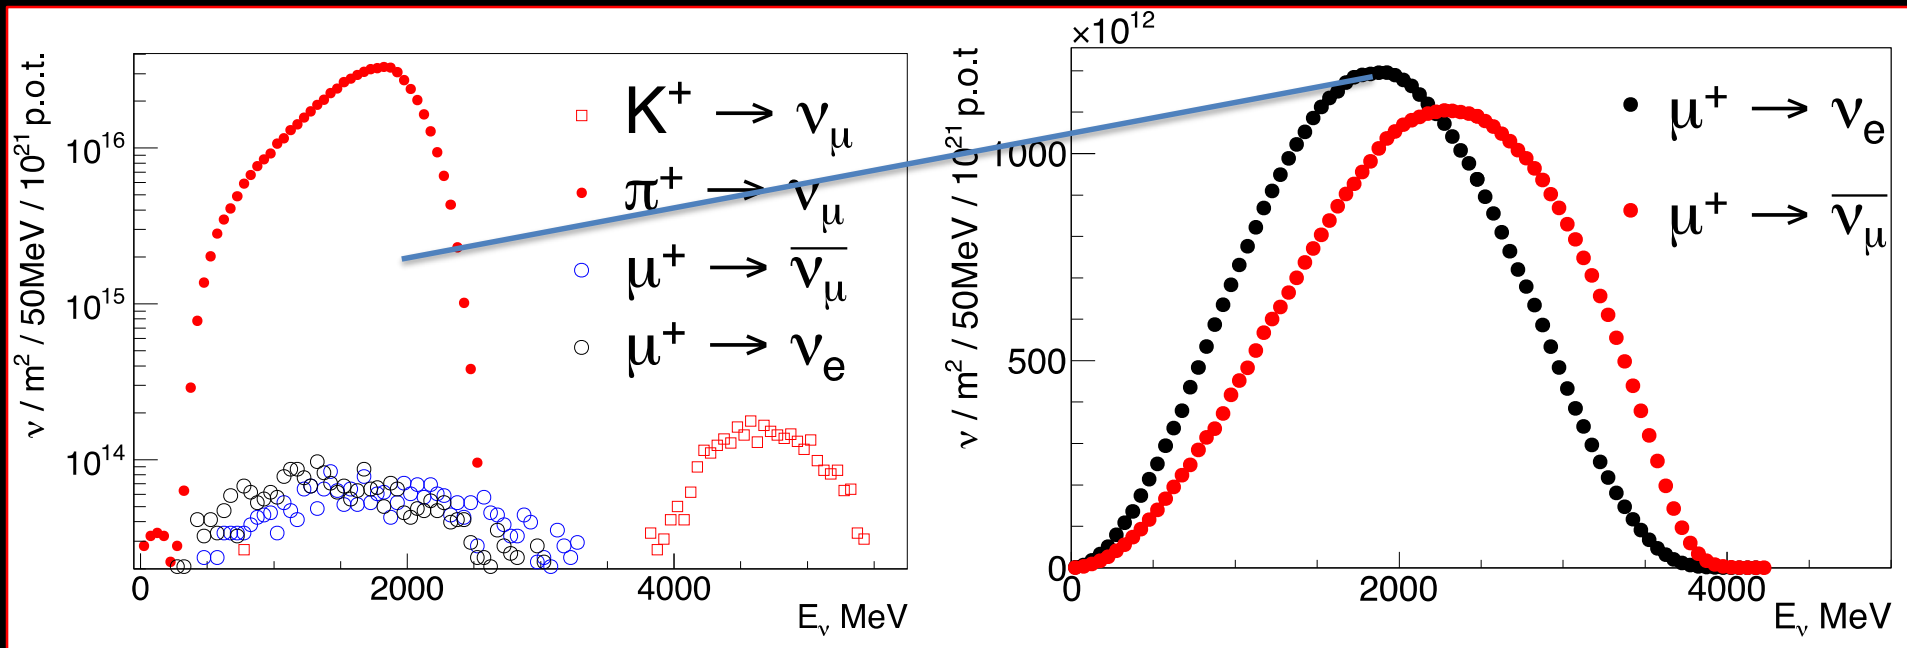 ν / m² / 50MeV / 10²¹ p.o.t.
10¹⁶
10¹⁵
10¹⁴
0
2000
4000
E_ν MeV
K⁺ → ν_μ
π⁺ → ν_μ
μ⁺ → ν̅_μ
μ⁺ → ν_e
×10¹²
ν / m² / 50MeV / 10²¹ p.o.t
1000
500
0
0
2000
4000
E_ν MeV
μ⁺ → ν_e
μ⁺ → ν̅_μ